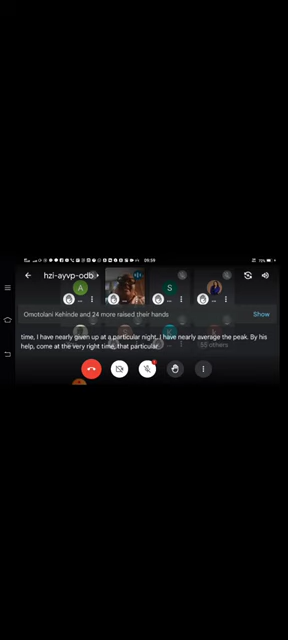 09:59
76%
hzi-ayvp-odb
A
S
Omotolani Kehinde and 24 more raised their hands
Show
time, I have nearly given up at a particular night, I have nearly average the peak. By his
help, come at the very right time, that particular
55 others